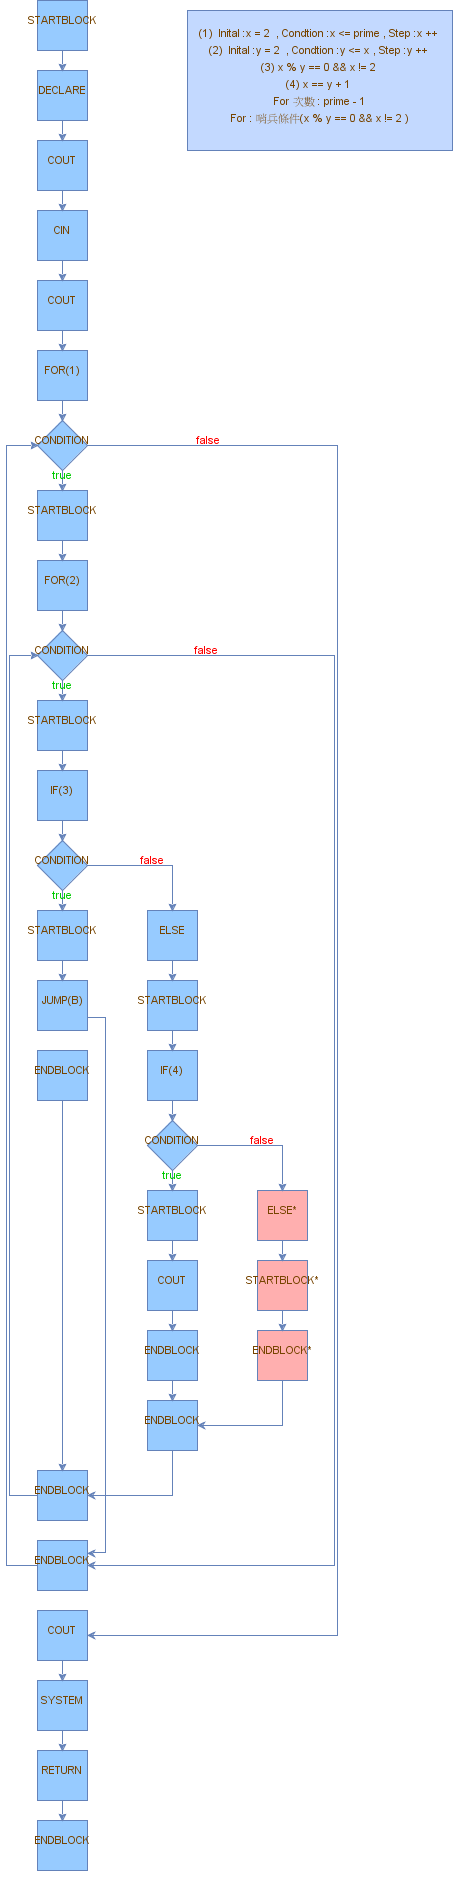 STARTBLOCK
(1) Inital :x = 2 , Condtion :x <= prime , Step :x ++
(2) Inital :y = 2 , Condtion :y <= x , Step :y ++
(3) x % y == 0 && x != 2
(4) x == y + 1
For 次數 : prime - 1
For : 哨兵條件(x % y == 0 && x != 2 )
DECLARE
COUT
CIN
COUT
FOR(1)
CONDITION
false
true
STARTBLOCK
FOR(2)
CONDITION
false
true
STARTBLOCK
IF(3)
CONDITION
false
true
STARTBLOCK
ELSE
JUMP(B)
STARTBLOCK
ENDBLOCK
IF(4)
CONDITION
false
true
STARTBLOCK
ELSE*
COUT
STARTBLOCK*
ENDBLOCK
ENDBLOCK*
ENDBLOCK
ENDBLOCK
ENDBLOCK
COUT
SYSTEM
RETURN
ENDBLOCK